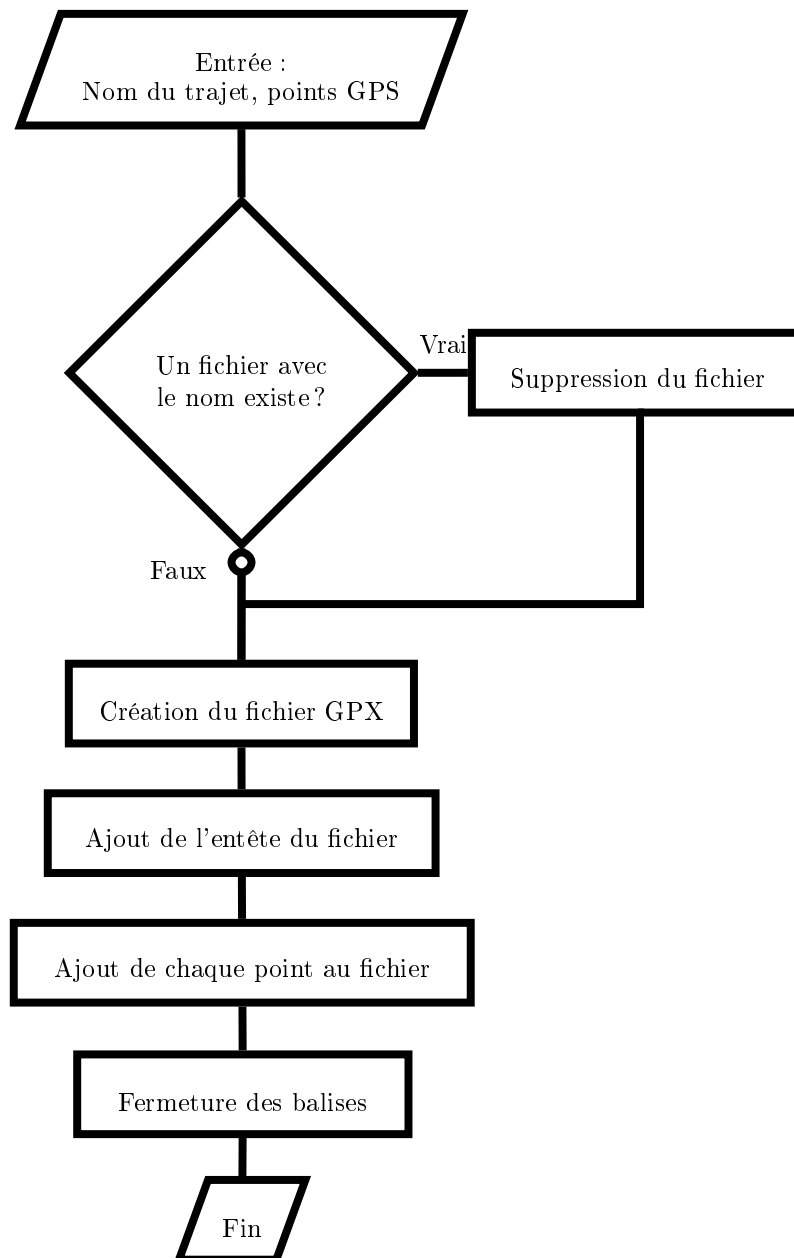 Entrée :
Nom du trajet, points GPS
Un fichier avec
le nom existe ?
Vrai
Suppression du fichier
Faux
Création du fichier GPX
Ajout de l'entête du fichier
Ajout de chaque point au fichier
Fermeture des balises
Fin